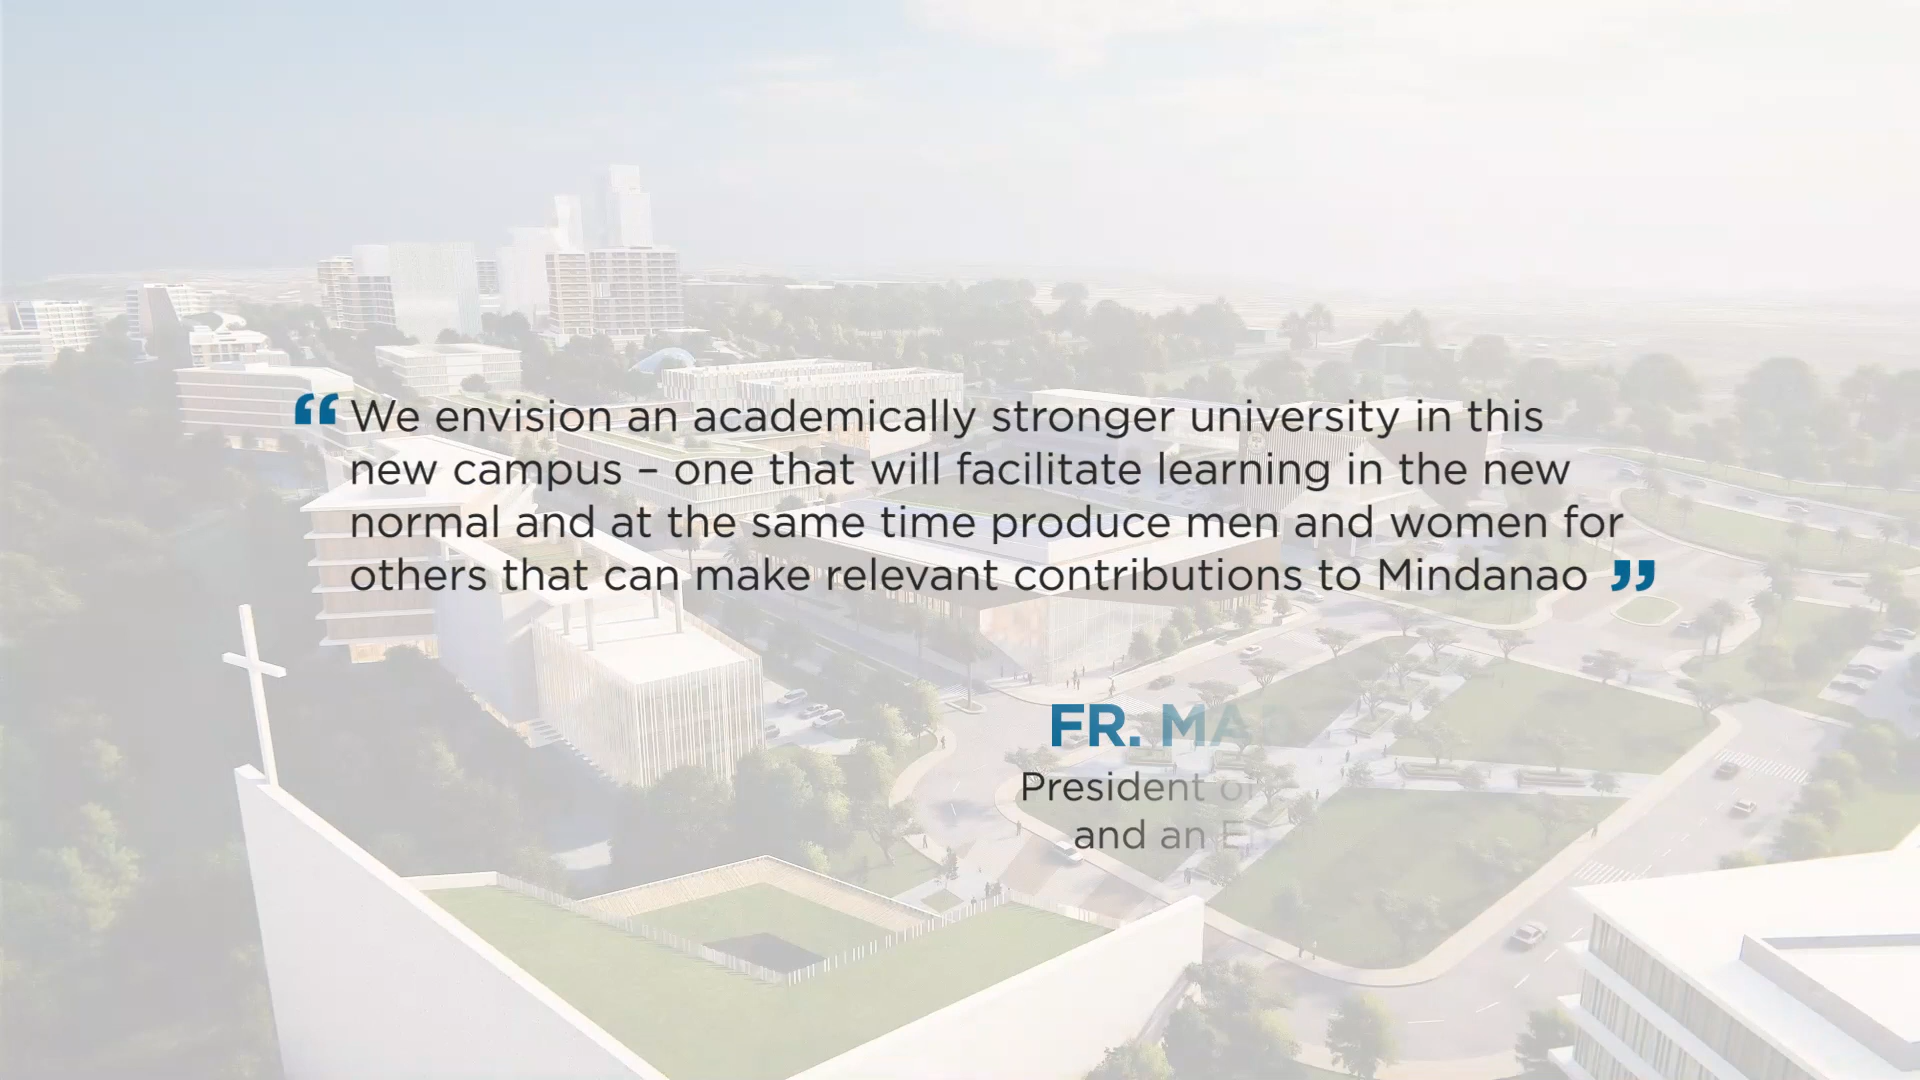 “ We envision an academically stronger university in this
new campus – one that will facilitate learning in the new
normal and at the same time produce men and women for
others that can make relevant contributions to Mindanao ”
FR. MA
President of
and an E